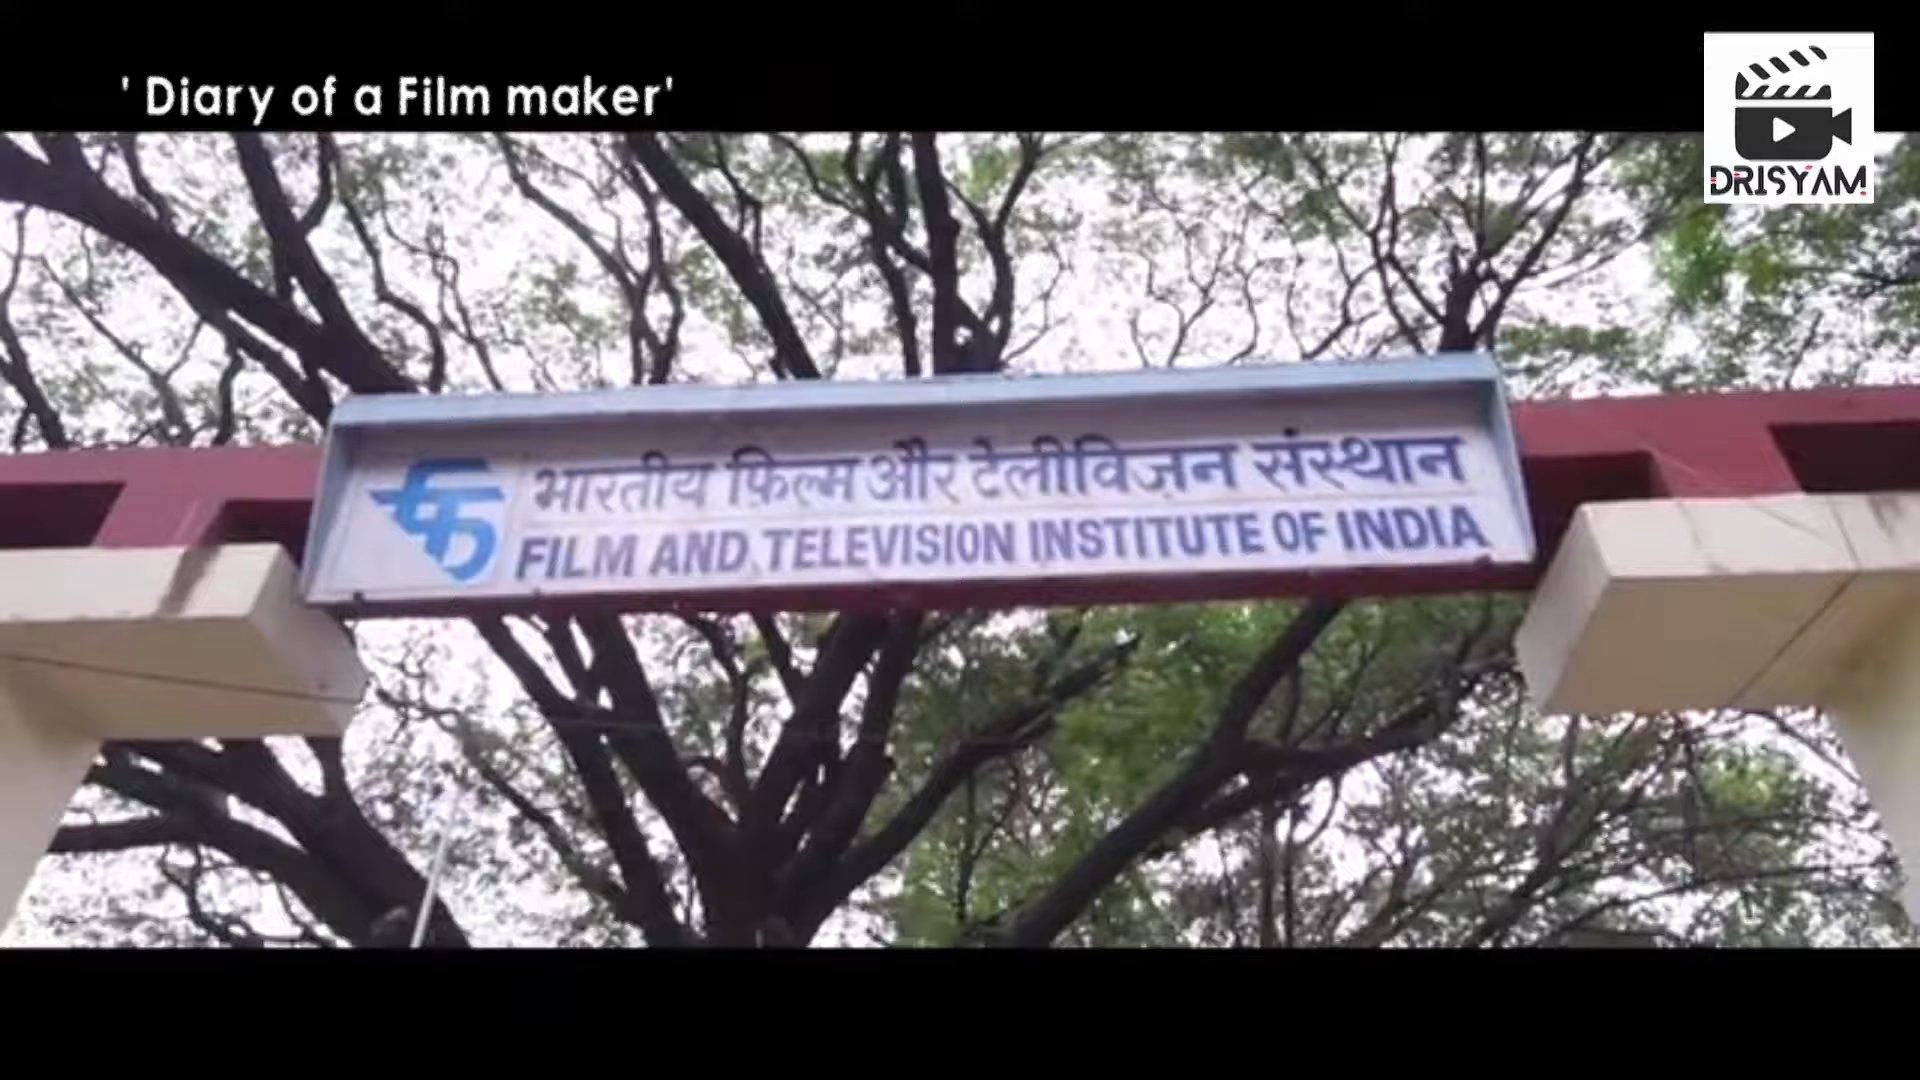 ' Diary of a Film maker'
DRISYAM
भारतीय फ़िल्म और टेलीविज़न संस्थान
FILM AND TELEVISION INSTITUTE OF INDIA